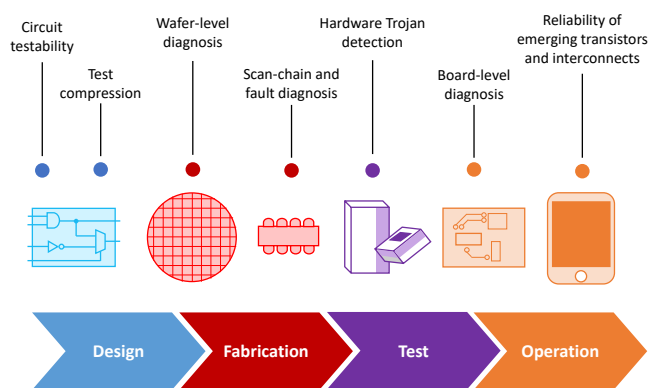 Circuit
testability
Test
compression
Wafer-level
diagnosis
Scan-chain and
fault diagnosis
Hardware Trojan
detection
Board-level
diagnosis
Reliability of
emerging transistors
and interconnects
Design
Fabrication
Test
Operation